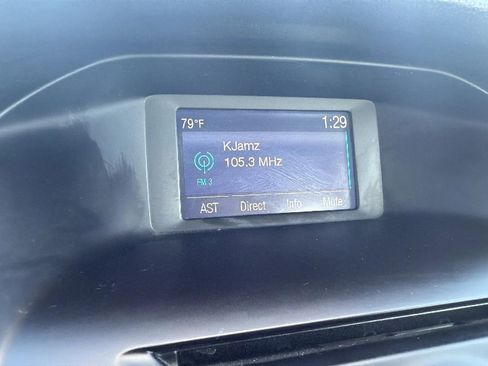 79°F 1:29
KJamz
105.3 MHz
FM 3
AST Direct Info Mute